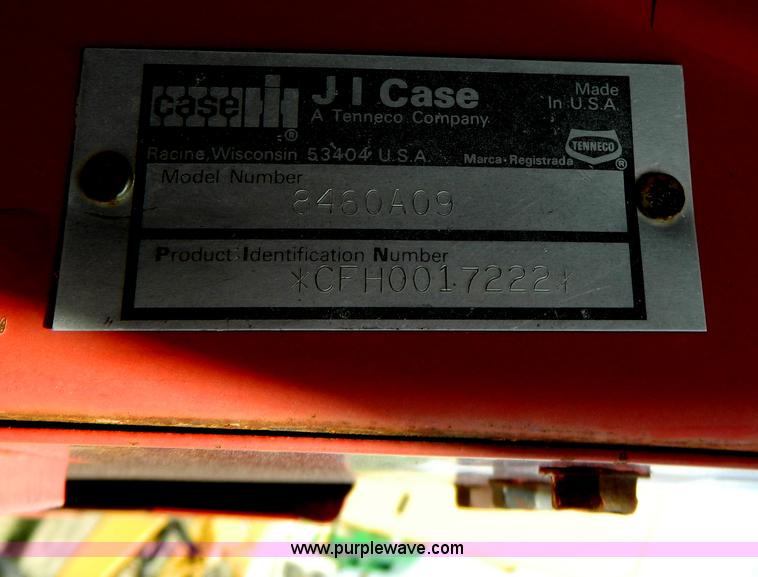 case IH ®
J I Case
A Tenneco Company
Made
In U.S.A.
Racine, Wisconsin 53404 U.S.A.
Marca • Registrada
TENNECO ®
Model Number
8460A09
Product Identification Number
*CFH0017222*
www.purplewave.com